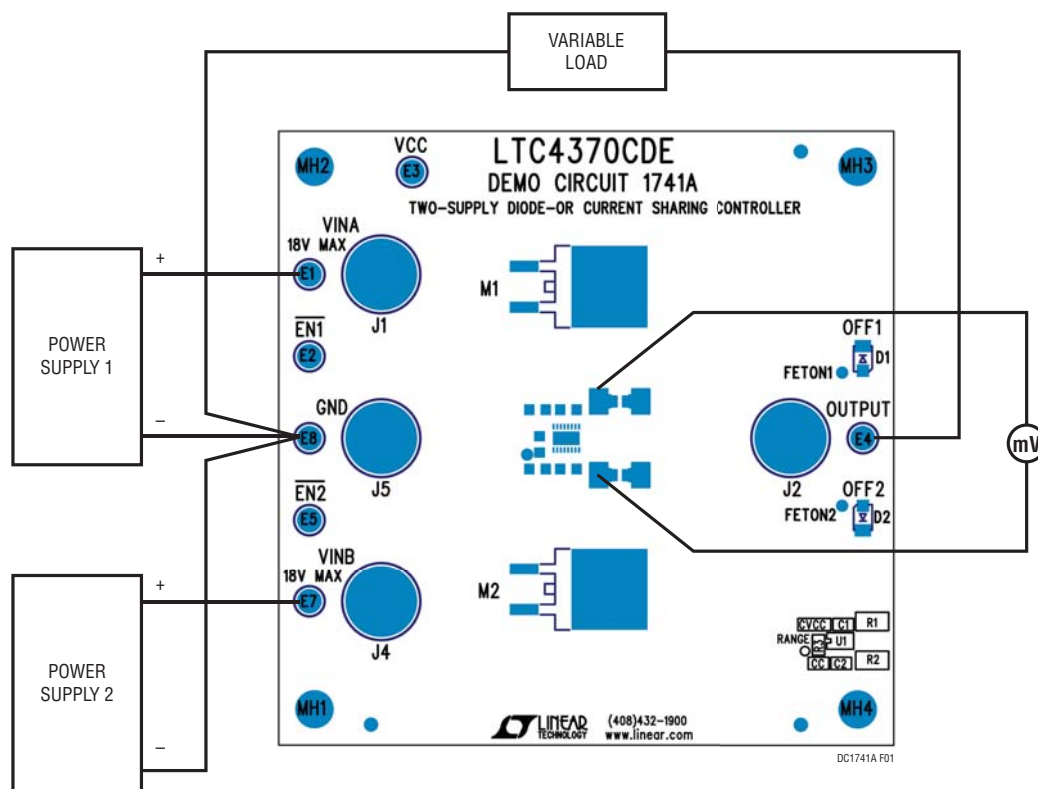 VARIABLE
LOAD
MH2
VCC
E3
LTC4370CDE
DEMO CIRCUIT 1741A
TWO-SUPPLY DIODE-OR CURRENT SHARING CONTROLLER
MH3
POWER
SUPPLY 1
+
–
VINA
18V MAX
E1
J1
EN1
E2
M1
OFF1
D1
FETON1
GND
E8
J5
OUTPUT
E4
J2
mV
EN2
E5
OFF2
FETON2
D2
POWER
SUPPLY 2
+
–
VINB
18V MAX
E7
J4
M2
CVCC
C1
R1
RANGE
R3
U1
CC
C2
R2
MH1
LINEAR
TECHNOLOGY
(408)432-1900
www.linear.com
MH4
DC1741A F01